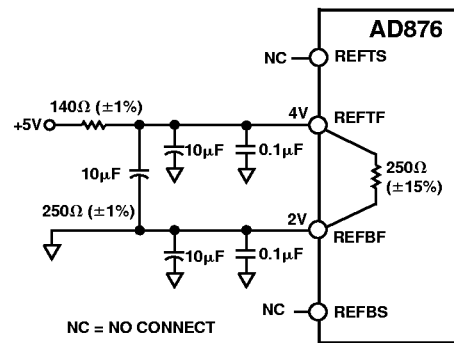 AD876
NC
REFTS
140Ω (±1%)
4V
REFTF
+5V
10µF
0.1µF
10µF
250Ω
(±15%)
250Ω (±1%)
2V
REFBF
10µF
0.1µF
NC
REFBS
NC = NO CONNECT